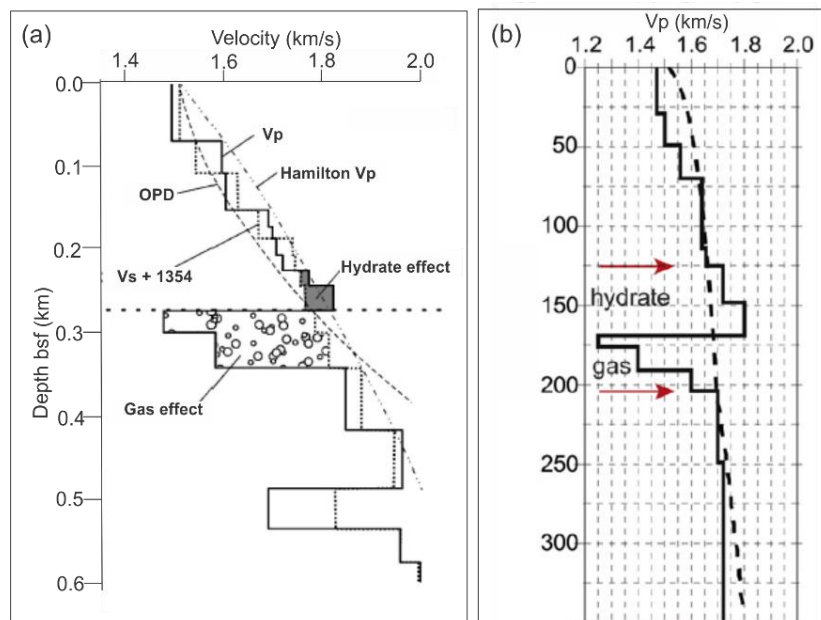 (a)
Velocity (km/s)
1.4 1.6 1.8 2.0
0.0
Vp
0.1
OPD
Hamilton Vp
0.2
Vs + 1354
Hydrate effect
0.3
Depth bsf (km)
Gas effect
0.4
0.5
0.6
(b)
Vp (km/s)
1.2 1.4 1.6 1.8 2.0
0
50
100
hydrate
150
gas
200
250
300